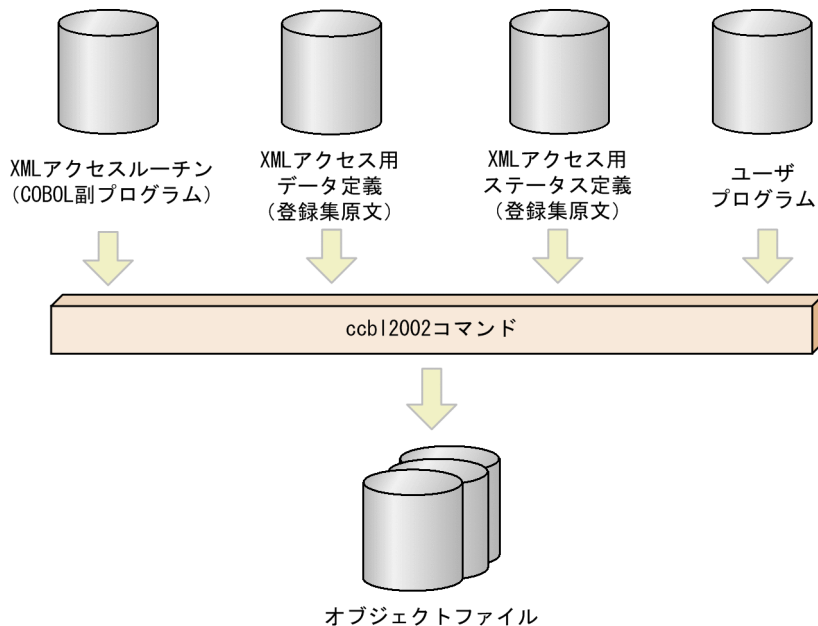 XMLアクセスルーチン
(COBOL副プログラム)
XMLアクセス用
データ定義
(登録集原文)
XMLアクセス用
ステータス定義
(登録集原文)
ユーザ
プログラム
ccbl2002コマンド
オブジェクトファイル